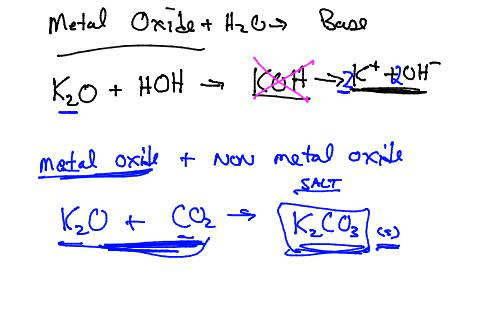 Metal Oxide + H₂O → Base
K₂O + HOH → KOH → 2K⁺ + 2OH⁻
metal oxide + NON metal oxide
SALT
K₂O + CO₂ → K₂CO₃ (s)